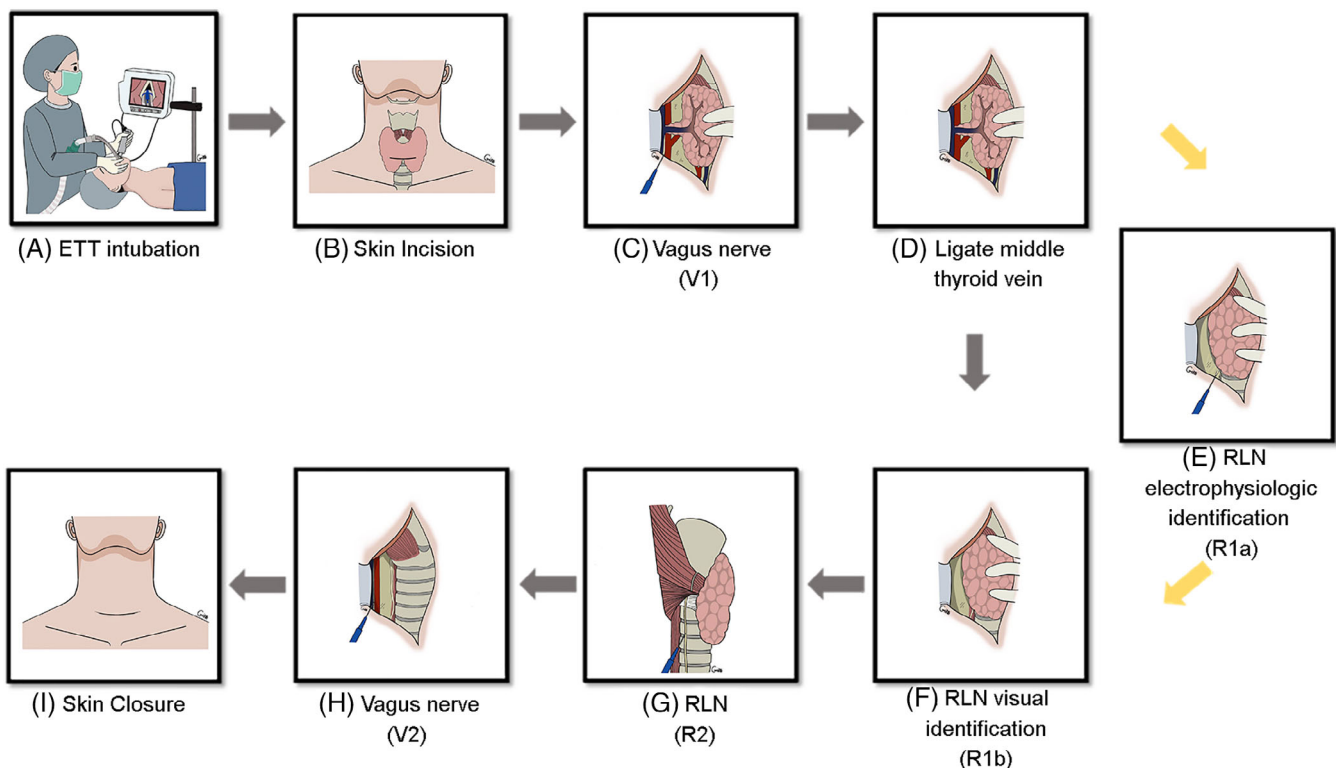 (A) ETT intubation
(B) Skin Incision
(C) Vagus nerve
(V1)
(D) Ligate middle
thyroid vein
(E) RLN
electrophysiologic
identification
(R1a)
(F) RLN visual
identification
(R1b)
(G) RLN
(R2)
(H) Vagus nerve
(V2)
(I) Skin Closure